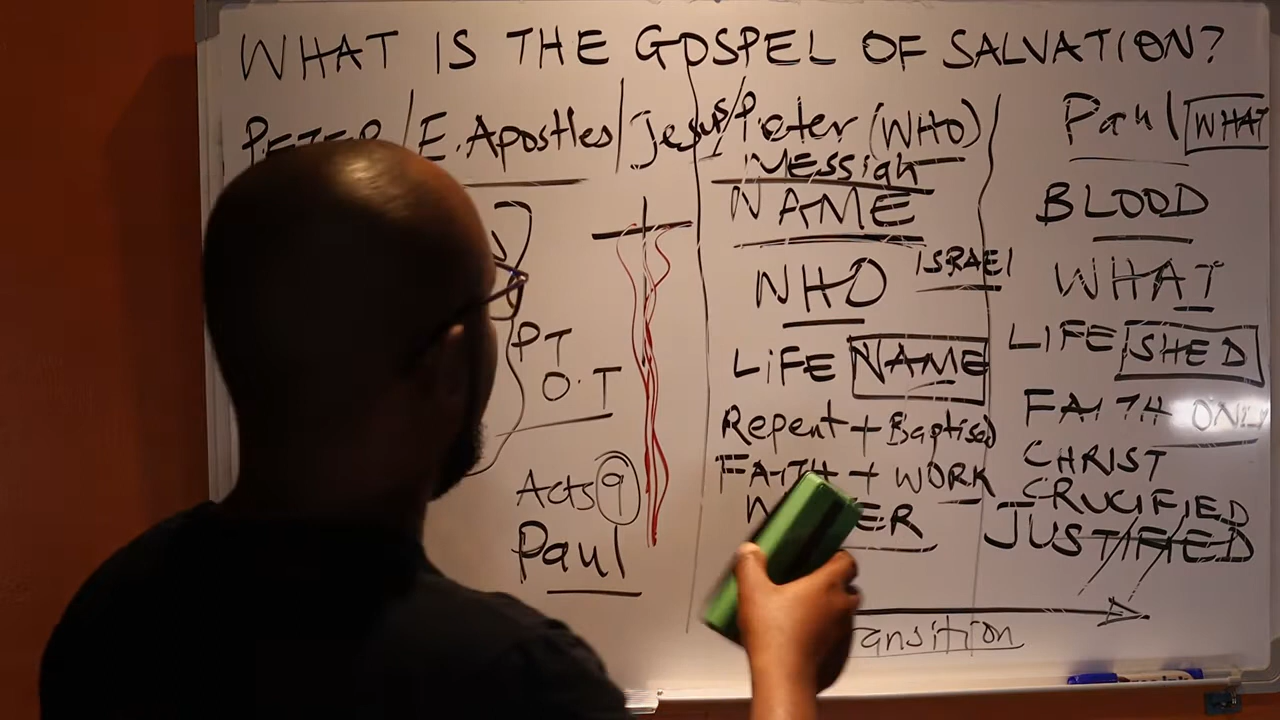 WHAT IS THE GOSPEL OF SALVATION?
PETER/E. Apostles/Jesus/Peter (WHO)
Messiah
NAME
WHO ISRAEL
LIFE NAME
Repent + Baptised
FAITH + WORK
PT
O.T
Acts 9
Paul
Paul WHAT
BLOOD
WHAT
LIFE SHED
FAITH ONLY
CHRIST
CRUCIFIED
JUSTIFIED